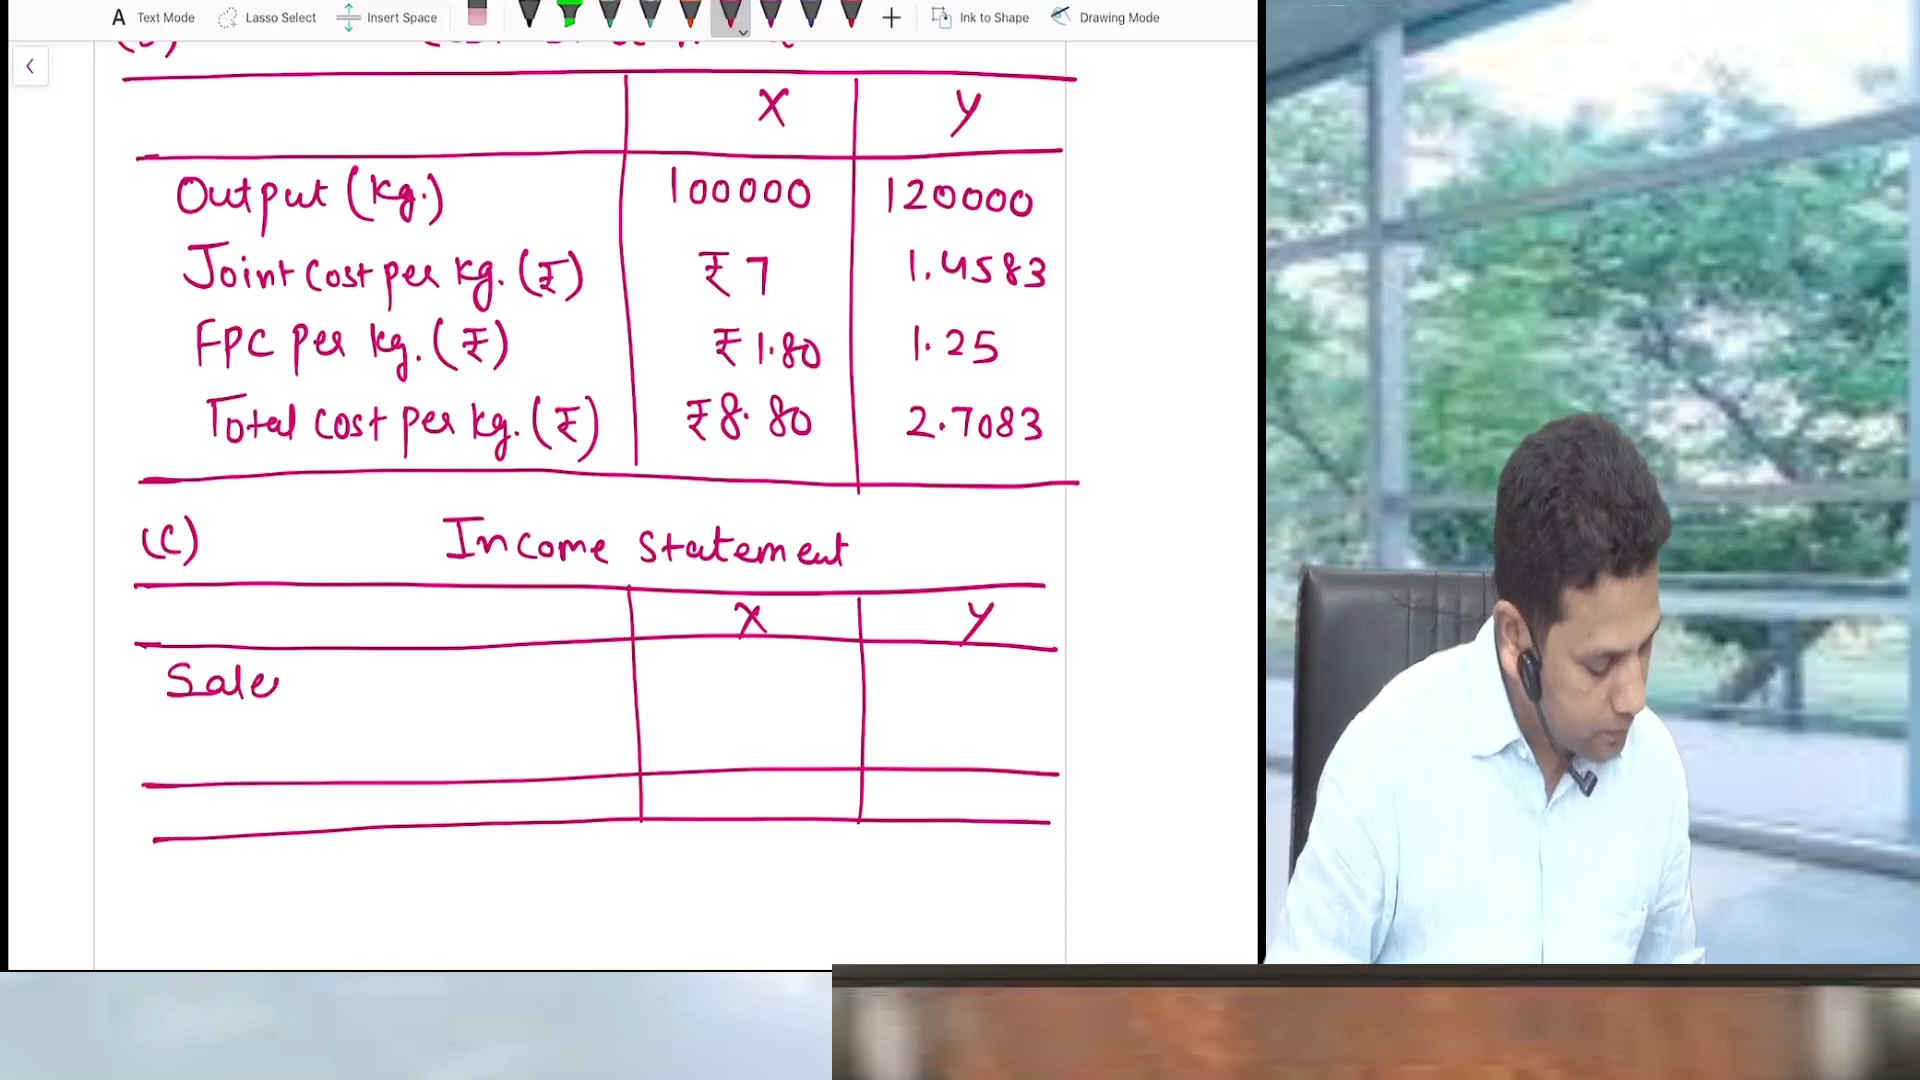 A Text Mode Lasso Select Insert Space Ink to Shape Drawing Mode
X Y
Output (kg.) 100000 120000
Joint cost per kg. (₹) ₹ 7 1.4583
FPC per kg. (₹) ₹ 1.80 1.25
Total cost per kg. (₹) ₹8.80 2.7083
(C) Income statement
X Y
Sale